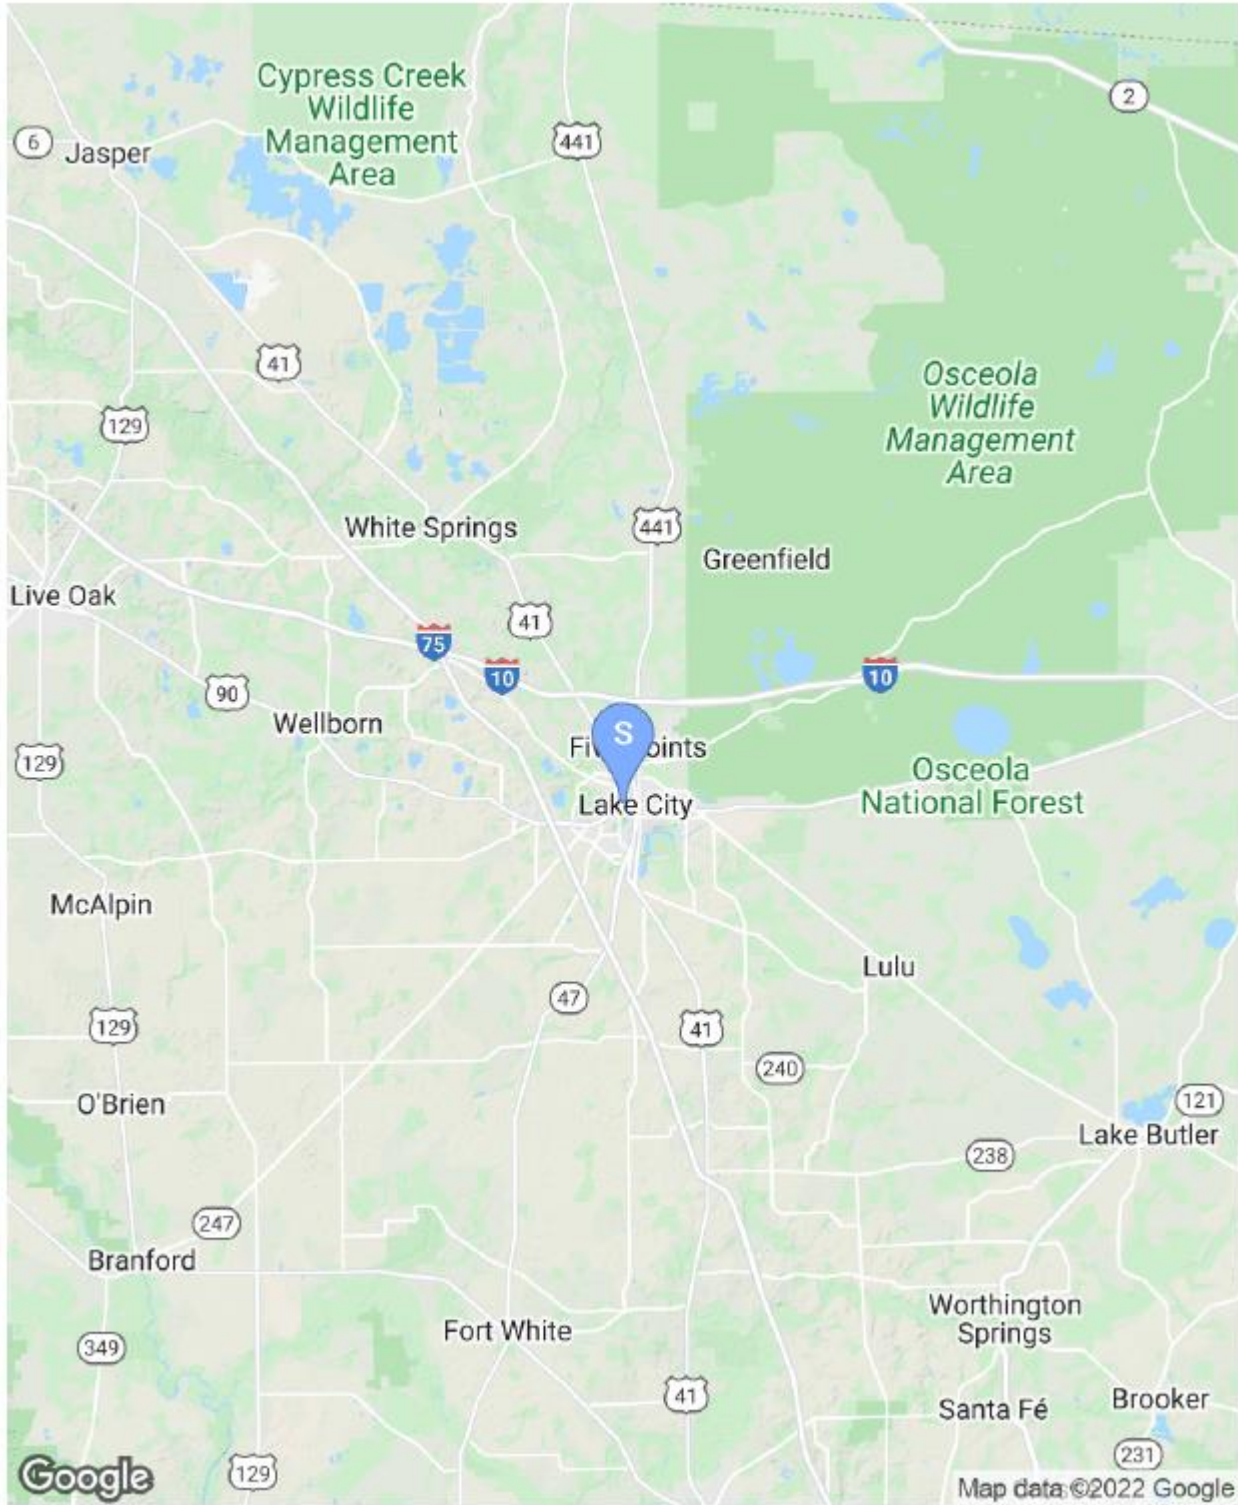 Cypress Creek
Wildlife
Management
Area
2
6
Jasper
441
41
Osceola
Wildlife
Management
Area
129
White Springs
441
Greenfield
Live Oak
41
75
10
10
90
Wellborn
S
129
Lake City
Osceola
National Forest
McAlpin
Lulu
47
129
41
240
O'Brien
121
Lake Butler
238
247
Branford
Worthington
Springs
Fort White
349
41
Santa Fé
Brooker
231
129
Google
Map data ©2022 Google